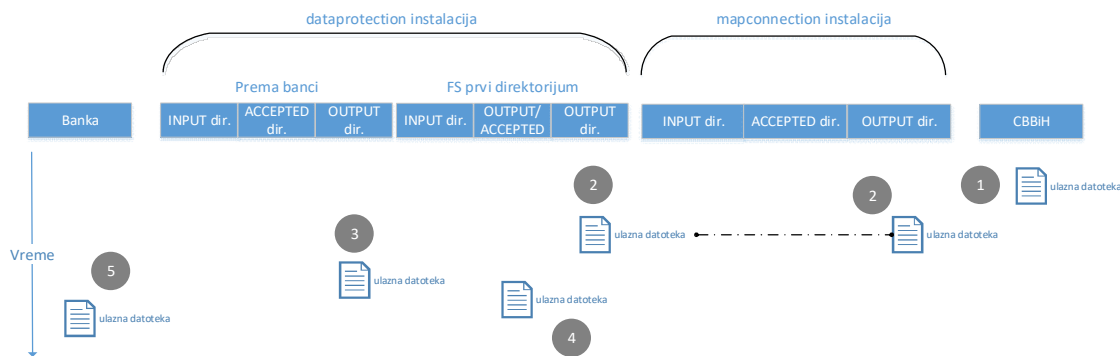 dataprotection instalacija
mapconnection instalacija
Prema banci
FS prvi direktorijum
Banka
INPUT dir.
ACCEPTED
dir.
OUTPUT
dir.
INPUT dir.
OUTPUT/
ACCEPTED
OUTPUT
dir.
INPUT dir.
ACCEPTED dir.
OUTPUT dir.
CBBiH
1
ulazna datoteka
2
ulazna datoteka
2
ulazna datoteka
3
ulazna datoteka
Vreme
5
ulazna datoteka
ulazna datoteka
4